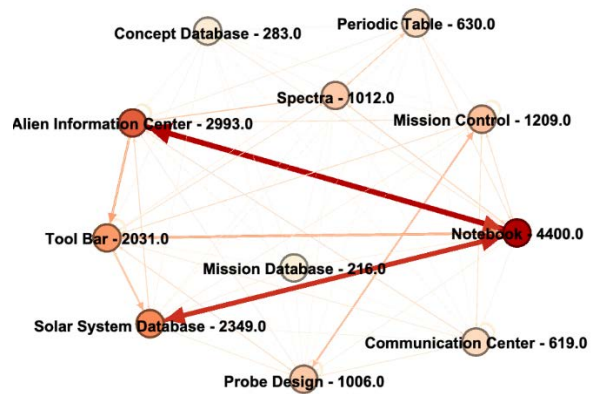 Periodic Table - 630.0
Concept Database - 283.0
Spectra - 1012.0
Alien Information Center - 2993.0
Mission Control - 1209.0
Tool Bar - 2031.0
Notebook - 4400.0
Mission Database - 216.0
Solar System Database - 2349.0
Communication Center - 619.0
Probe Design - 1006.0